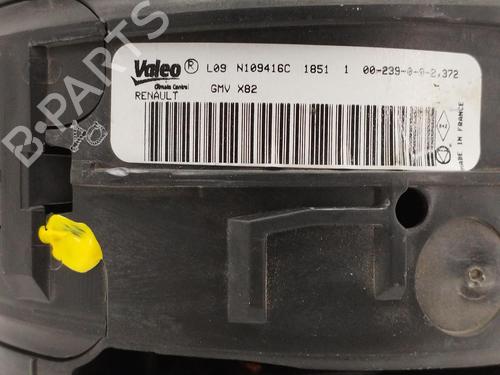 Valeo ® L09 N109416C 1851 1 00-239-0-0-2,372
Climate Control
RENAULT GMV X82
MADE IN FRANCE
B-PARTS